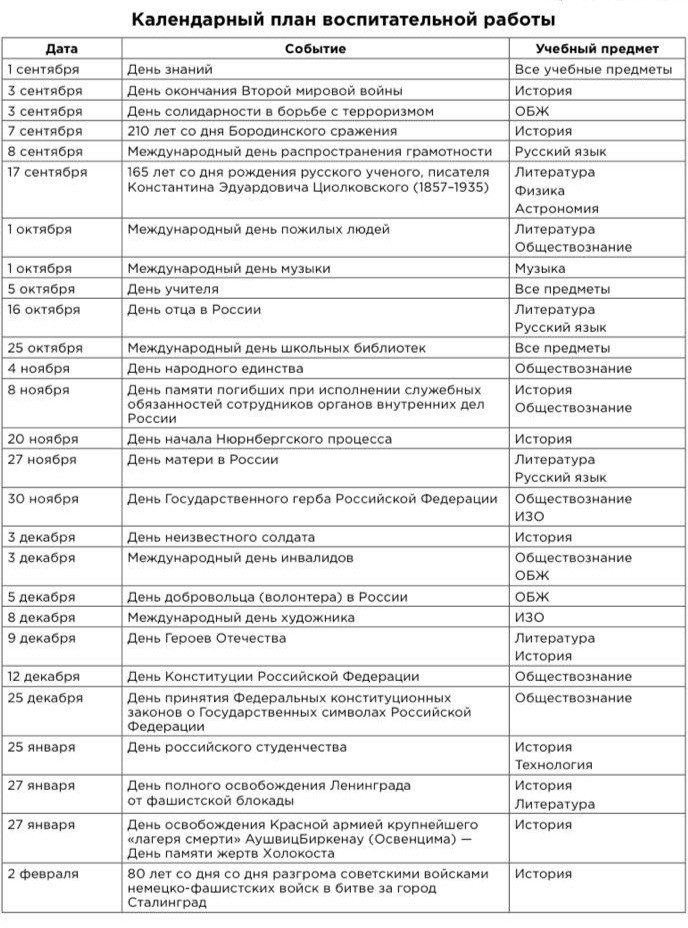 Календарный план воспитательной работы
Дата Событие Учебный предмет
1 сентября День знаний Все учебные предметы
3 сентября День окончания Второй мировой войны История
3 сентября День солидарности в борьбе с терроризмом ОБЖ
7 сентября 210 лет со дня Бородинского сражения История
8 сентября Международный день распространения грамотности Русский язык
17 сентября 165 лет со дня рождения русского ученого, писателя Литература
Константина Эдуардовича Циолковского (1857–1935) Физика
Астрономия
1 октября Международный день пожилых людей Литература
Обществознание
1 октября Международный день музыки Музыка
5 октября День учителя Все предметы
16 октября День отца в России Литература
Русский язык
25 октября Международный день школьных библиотек Все предметы
4 ноября День народного единства Обществознание
8 ноября День памяти погибших при исполнении служебных История
обязанностей сотрудников органов внутренних дел Обществознание
России
20 ноября День начала Нюрнбергского процесса История
27 ноября День матери в России Литература
Русский язык
30 ноября День Государственного герба Российской Федерации Обществознание
ИЗО
3 декабря День неизвестного солдата История
3 декабря Международный день инвалидов Обществознание
ОБЖ
5 декабря День добровольца (волонтера) в России ОБЖ
8 декабря Международный день художника ИЗО
9 декабря День Героев Отечества Литература
История
12 декабря День Конституции Российской Федерации Обществознание
25 декабря День принятия Федеральных конституционных Обществознание
законов о Государственных символах Российской
Федерации
25 января День российского студенчества История
Технология
27 января День полного освобождения Ленинграда История
от фашистской блокады Литература
27 января День освобождения Красной армией крупнейшего История
«лагеря смерти» АушвицБиркенау (Освенцима) —
День памяти жертв Холокоста
2 февраля 80 лет со дня со дня разгрома советскими войсками История
немецко-фашистских войск в битве за город
Сталинград